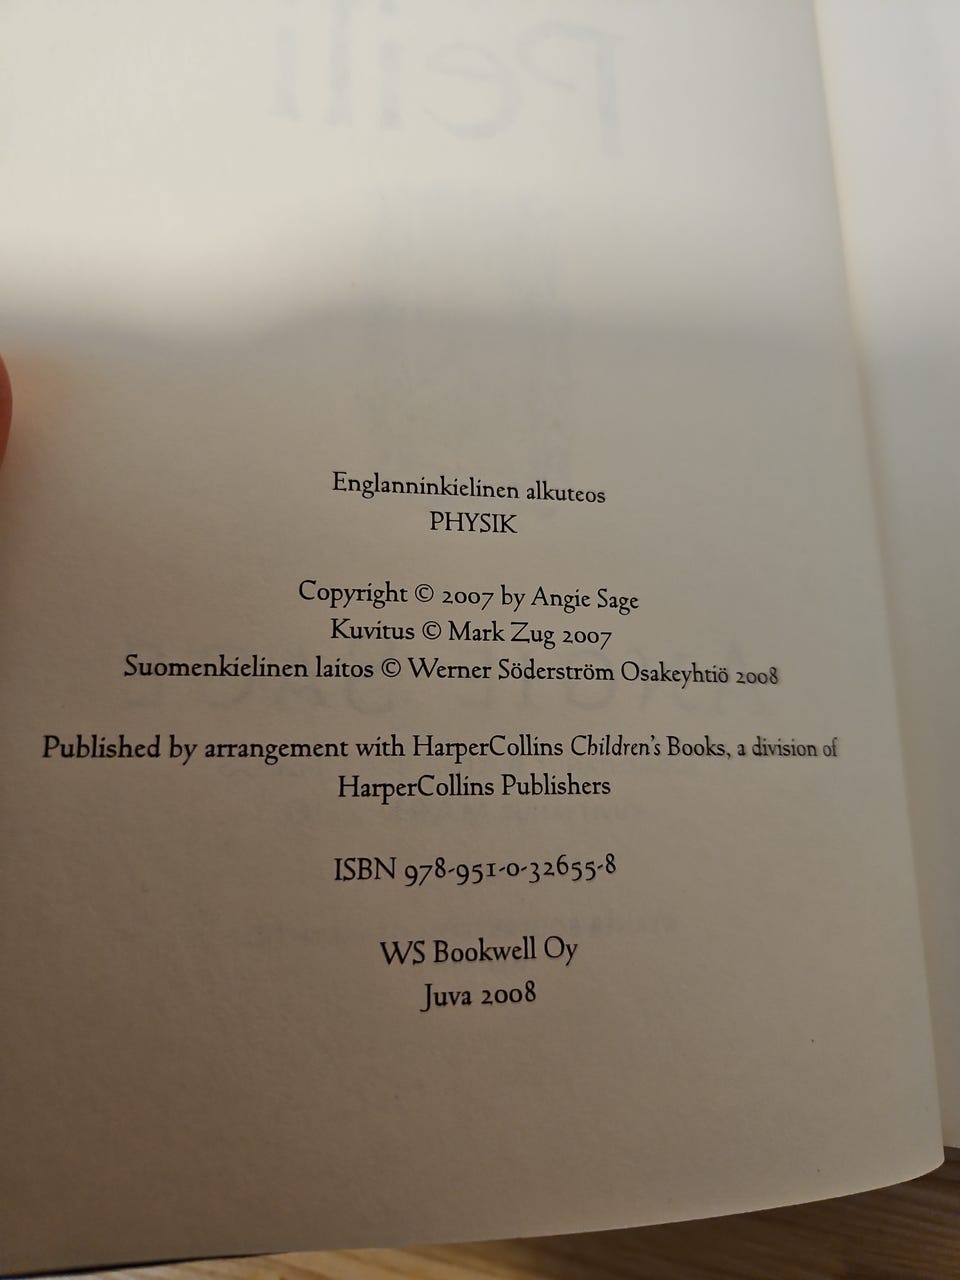 Peili
Englanninkielinen alkuteos
PHYSIK
Copyright © 2007 by Angie Sage
Kuvitus © Mark Zug 2007
Suomenkielinen laitos © Werner Söderström Osakeyhtiö 2008
Published by arrangement with HarperCollins Children's Books, a division of
HarperCollins Publishers
ISBN 978-951-0-32655-8
WS Bookwell Oy
Juva 2008